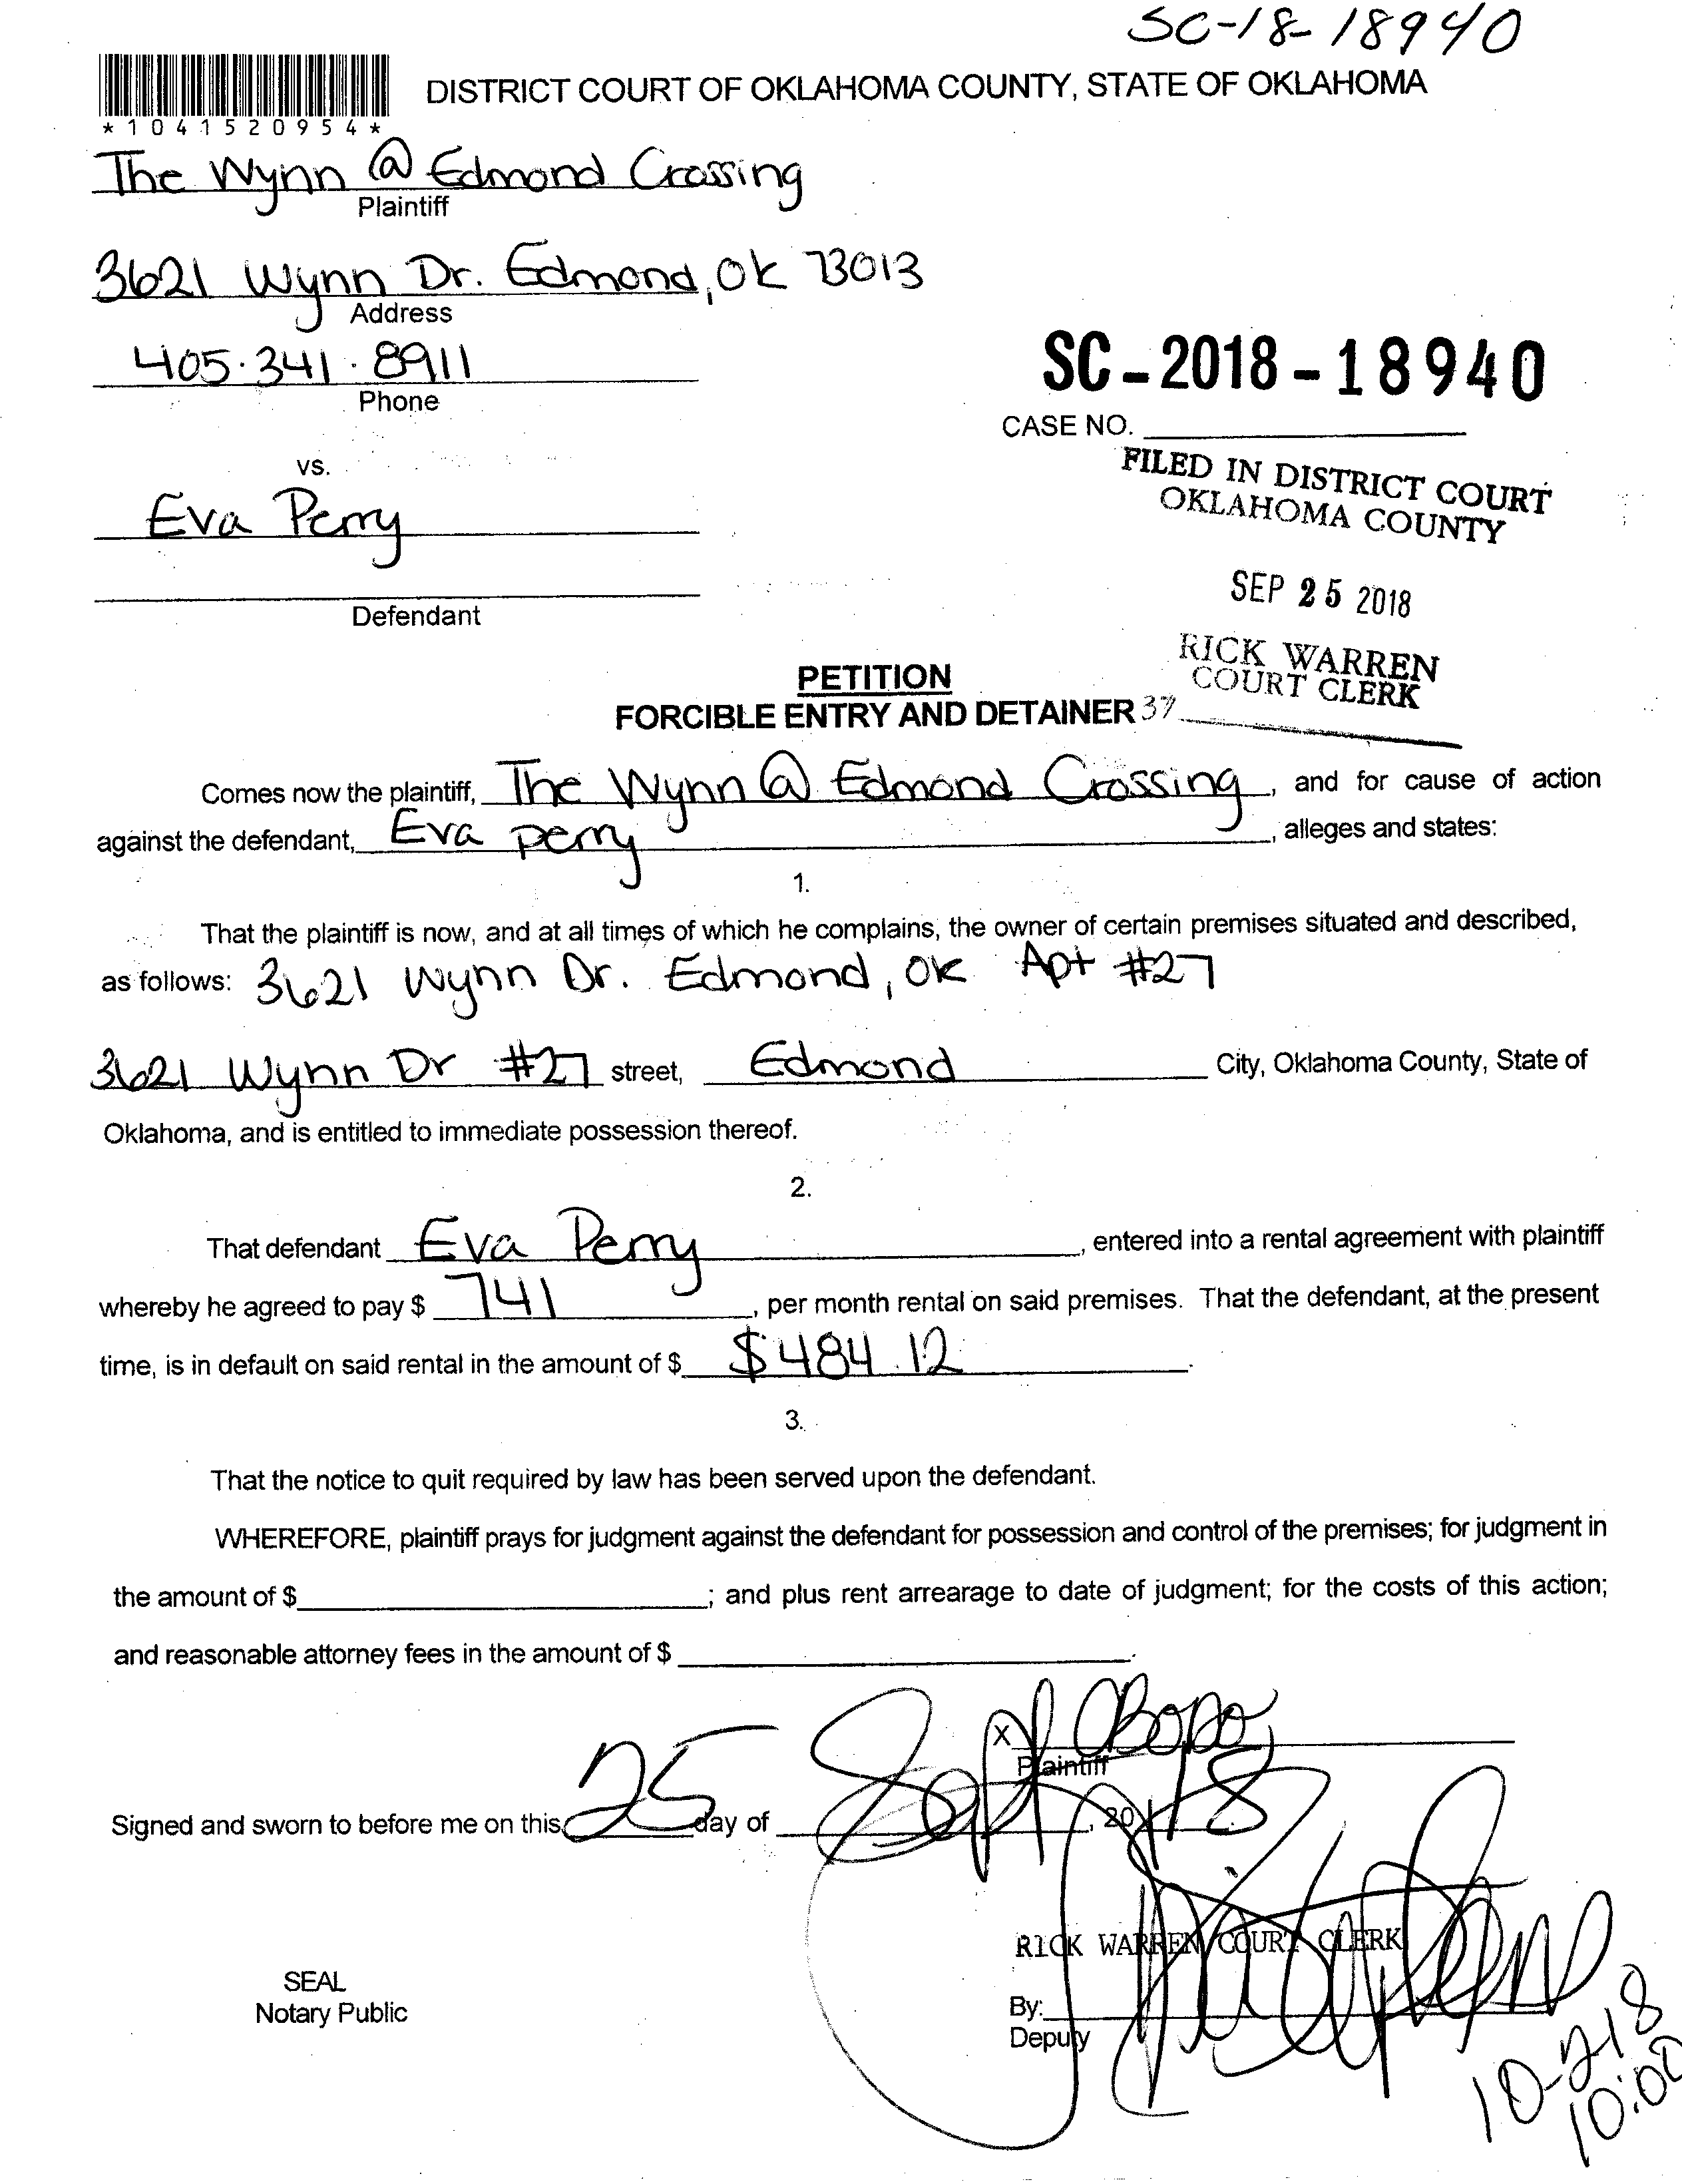 SC-18-18940
*1041520954*
DISTRICT COURT OF OKLAHOMA COUNTY, STATE OF OKLAHOMA
The Wynn @ Edmond Crossing
Plaintiff
3621 Wynn Dr. Edmond, OK 73013
Address
405.341.8911
Phone
SC-2018-18940
CASE NO.
vs.
FILED IN DISTRICT COURT
OKLAHOMA COUNTY
Eva Perry
SEP 25 2018
Defendant
RICK WARREN
COURT CLERK
PETITION
FORCIBLE ENTRY AND DETAINER
37
Comes now the plaintiff, The Wynn @ Edmond Crossing, and for cause of action
against the defendant, Eva perry, alleges and states:
1.
That the plaintiff is now, and at all times of which he complains, the owner of certain premises situated and described,
as follows: 3621 Wynn Dr. Edmond, OK Apt #27
3621 Wynn Dr #27 street, Edmond City, Oklahoma County, State of
Oklahoma, and is entitled to immediate possession thereof.
2.
That defendant Eva Perry, entered into a rental agreement with plaintiff
whereby he agreed to pay $ 741, per month rental on said premises. That the defendant, at the present
time, is in default on said rental in the amount of $ $484.12.
3.
That the notice to quit required by law has been served upon the defendant.
WHEREFORE, plaintiff prays for judgment against the defendant for possession and control of the premises; for judgment in
the amount of $ ; and plus rent arrearage to date of judgment; for the costs of this action;
and reasonable attorney fees in the amount of $ .
X
Plaintiff
Signed and sworn to before me on this 25 day of Sept, 20 18
RICK WARREN COURT CLERK
SEAL
Notary Public
By:
Deputy
10-2-18
10:00